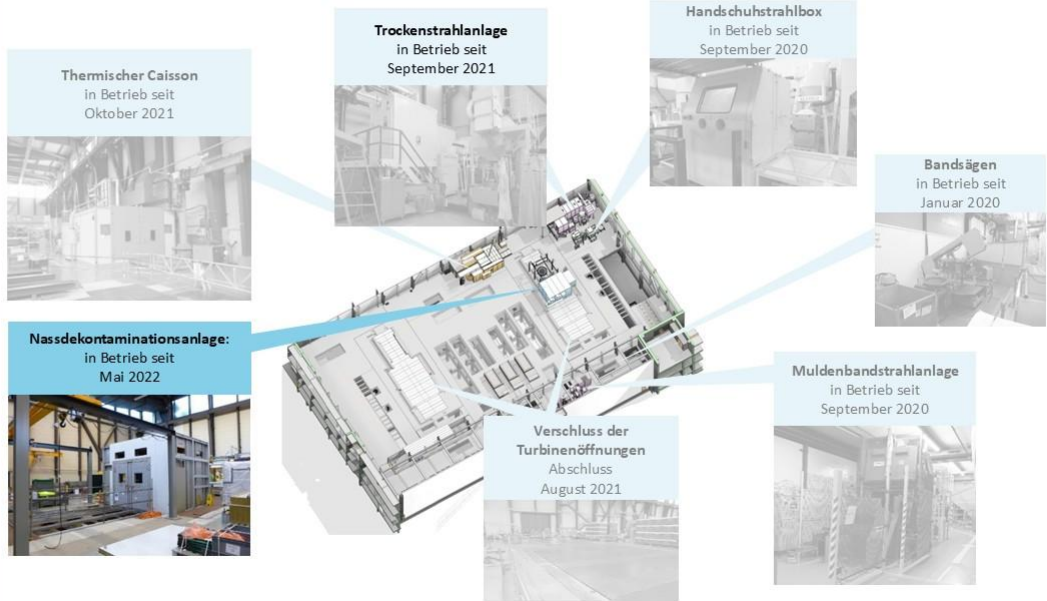 Thermischer Caisson
in Betrieb seit
Oktober 2021
Trockenstrahlanlage
in Betrieb seit
September 2021
Handschuhstrahlbox
in Betrieb seit
September 2020
Bandsägen
in Betrieb seit
Januar 2020
Nassdekontaminationsanlage:
in Betrieb seit
Mai 2022
Verschluss der
Turbinenöffnungen
Abschluss
August 2021
Muldenbandstrahlanlage
in Betrieb seit
September 2020